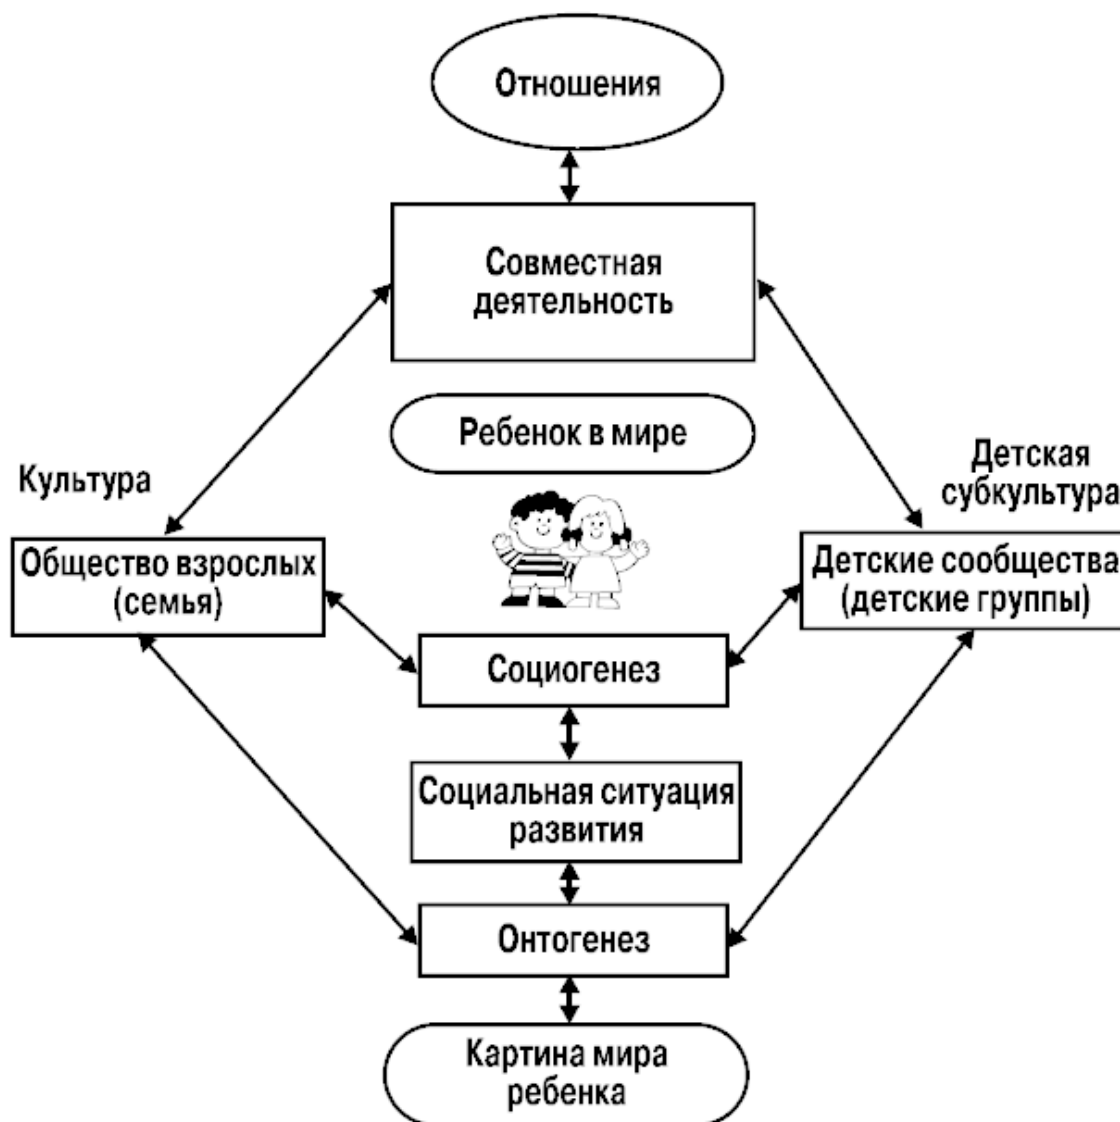 Отношения
Совместная
деятельность
Ребенок в мире
Культура
Детская
субкультура
Общество взрослых
(семья)
Детские сообщества
(детские группы)
Социогенез
Социальная ситуация
развития
Онтогенез
Картина мира
ребенка